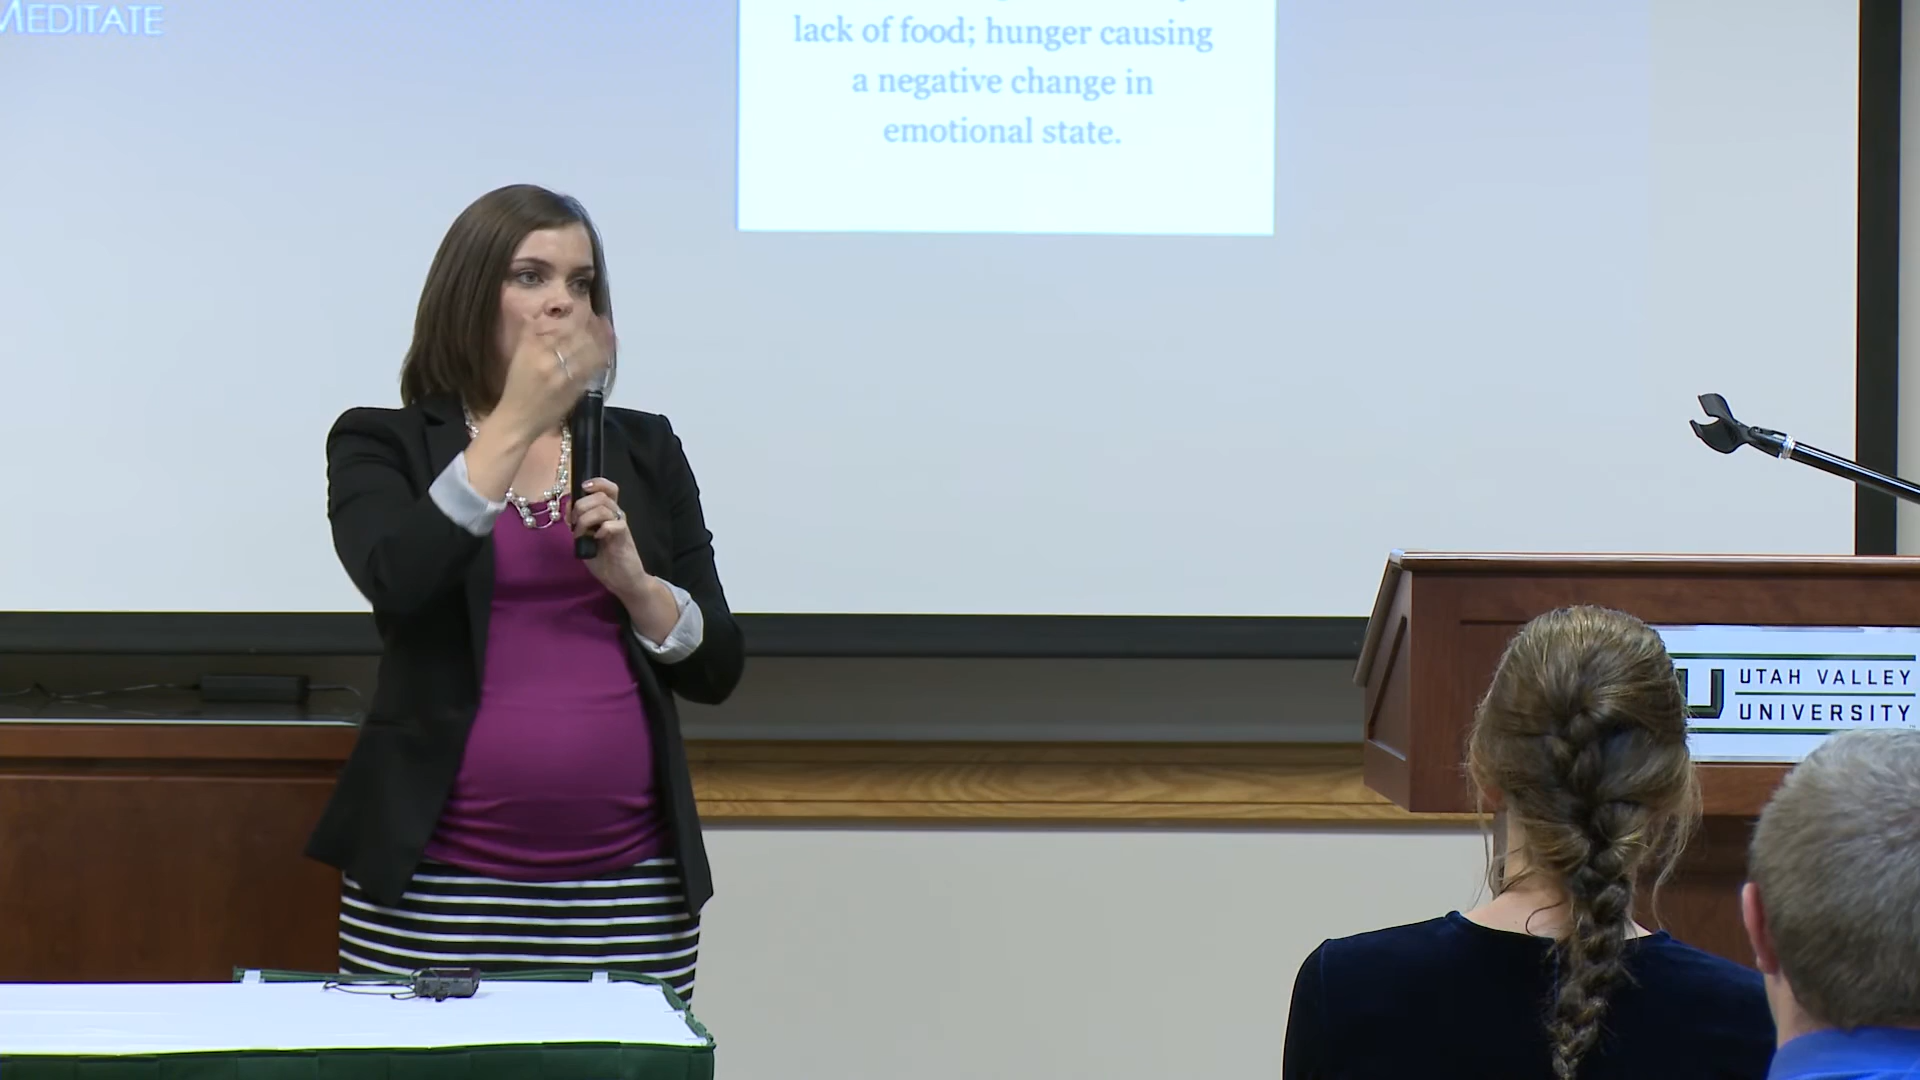 MEDITATE
lack of food; hunger causing
a negative change in
emotional state.
U
UTAH VALLEY
UNIVERSITY